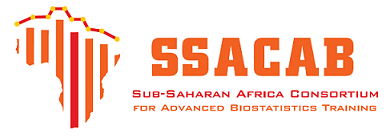 SSACAB
Sub-Saharan Africa Consortium
for Advanced Biostatistics Training